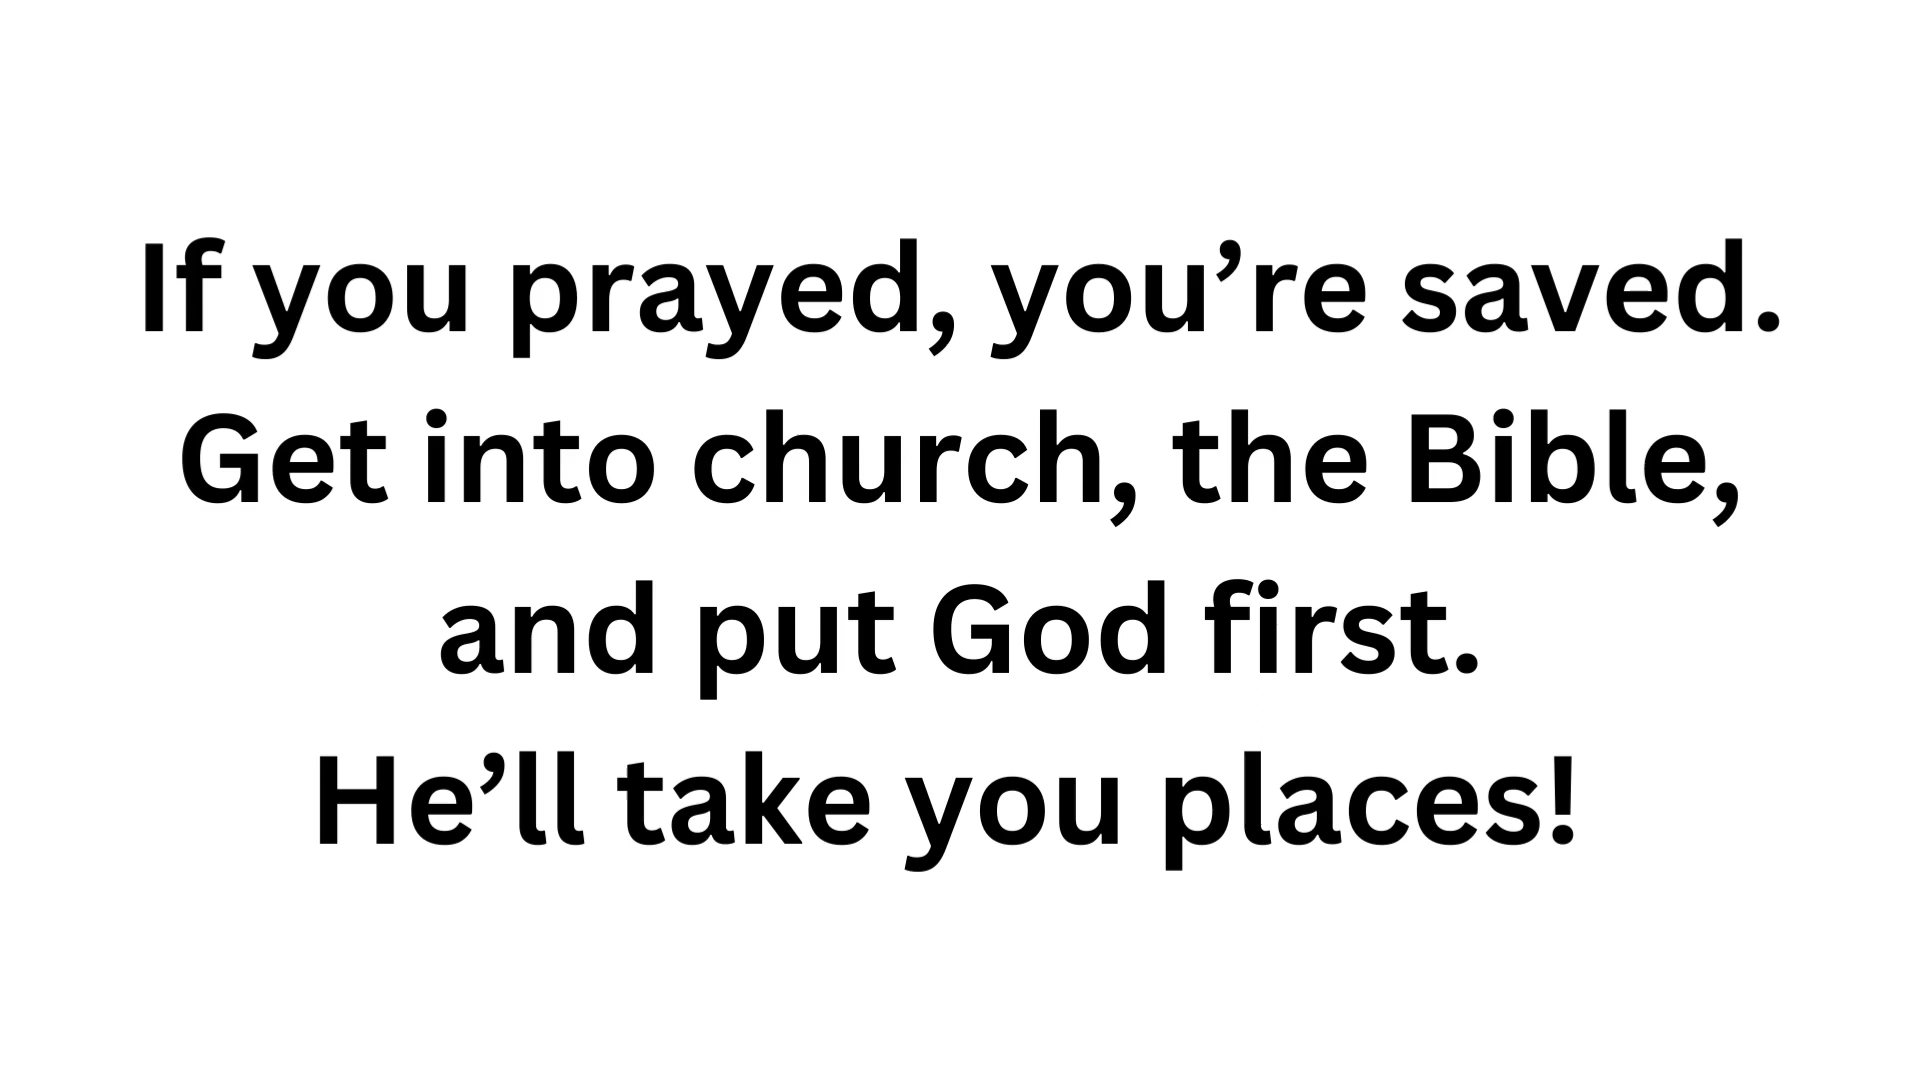 If you prayed, you’re saved.
Get into church, the Bible,
and put God first.
He’ll take you places!